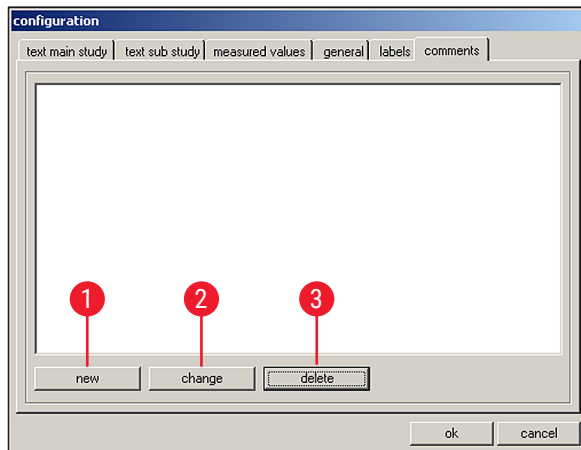 configuration
text main study text sub study measured values general labels comments
1 2 3
new change delete
ok cancel